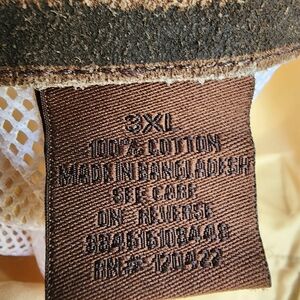 3XL
100% COTTON
MADE IN BANGLADESH
SEE CARE
ON REVERSE
RN# 120422